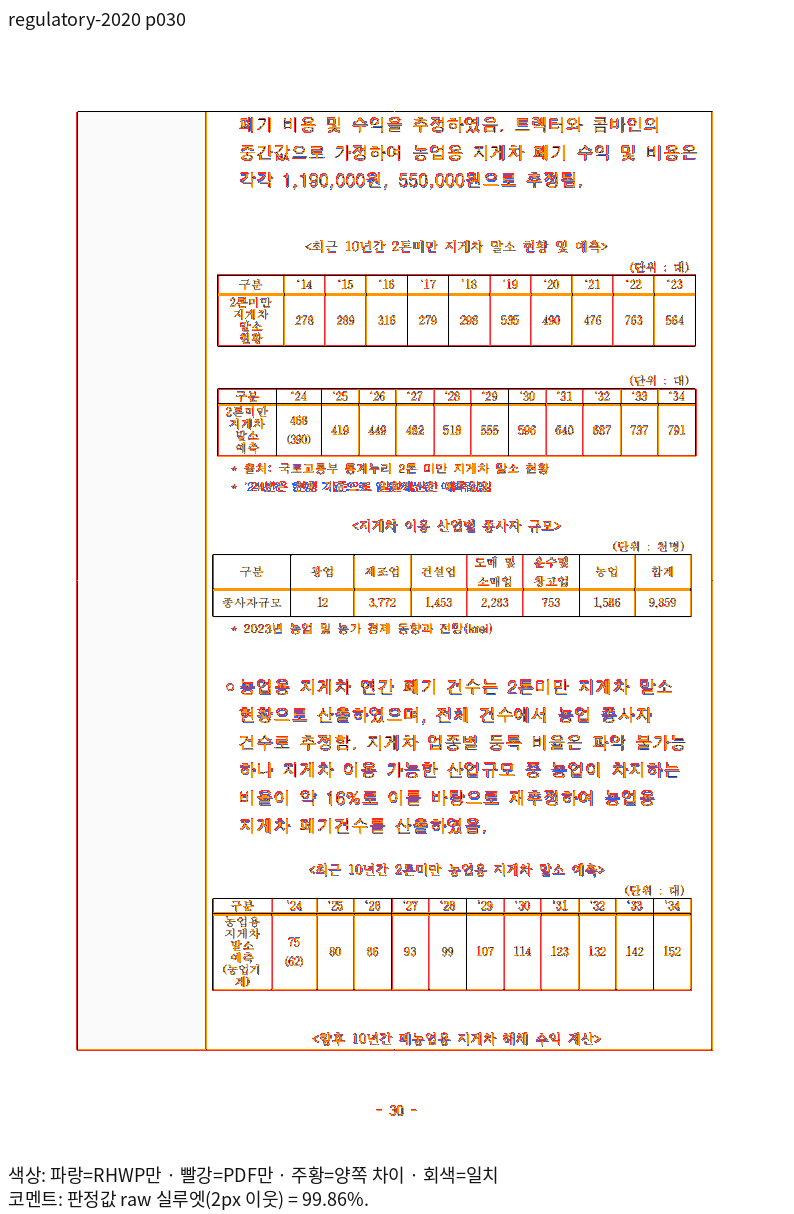 regulatory-2020 p030
폐기 비용 및 수익을 추정하였음. 트랙터와 콤바인의
중간값으로 가정하여 농업용 지게차 폐기 수익 및 비용은
각각 1,190,000원, 550,000원으로 추정됨.
<최근 10년간 2톤미만 지게차 말소 현황 및 예측>
(단위 : 대)
구분 '14 '15 '16 '17 '18 '19 '20 '21 '22 '23
2톤미만 지게차 말소 현황 278 289 316 279 298 595 490 476 763 564
(단위 : 대)
구분 '24 '25 '26 '27 '28 '29 '30 '31 '32 '33 '34
2톤미만 지게차 말소 예측 468 (390) 419 449 482 518 555 596 640 687 737 791
* 출처: 국토교통부 통계누리 2톤 미만 지게차 말소 현황
* 기준으로
<지게차 이용 산업별 종사자 규모>
(단위 : 천명)
구분 광업 제조업 건설업 도매 및 소매업 운수및 창고업 농업 합계
종사자규모 12 3,772 1,453 2,283 753 1,586 9,859
* 2023년 농업 및 농가 경제 동향과 전망(krei)
○ 농업용 지게차 연간 폐기 건수는 2톤미만 지게차 말소
현황으로 산출하였으며, 전체 건수에서 농업 종사자
건수로 추정함. 지게차 업종별 등록 비율은 파악 불가능
하나 지게차 이용 가능한 산업규모 중 농업이 차지하는
비율이 약 16%로 이를 바탕으로 재추정하여 농업용
지게차 폐기건수를 산출하였음.
<최근 10년간 2톤미만 농업용 지게차 말소 예측>
(단위 : 대)
구분 '24 '25 '26 '27 '28 '29 '30 '31 '32 '33 '34
농업용 지게차 말소 예측 (농업기계) 75 (62) 80 86 93 99 107 114 123 132 142 152
<향후 10년간 폐농업용 지게차 해체 수익 계산>
- 30 -
색상: 파랑=RHWP만 · 빨강=PDF만 · 주황=양쪽 차이 · 회색=일치
코멘트: 판정값 raw 실루엣(2px 이웃) = 99.86%.